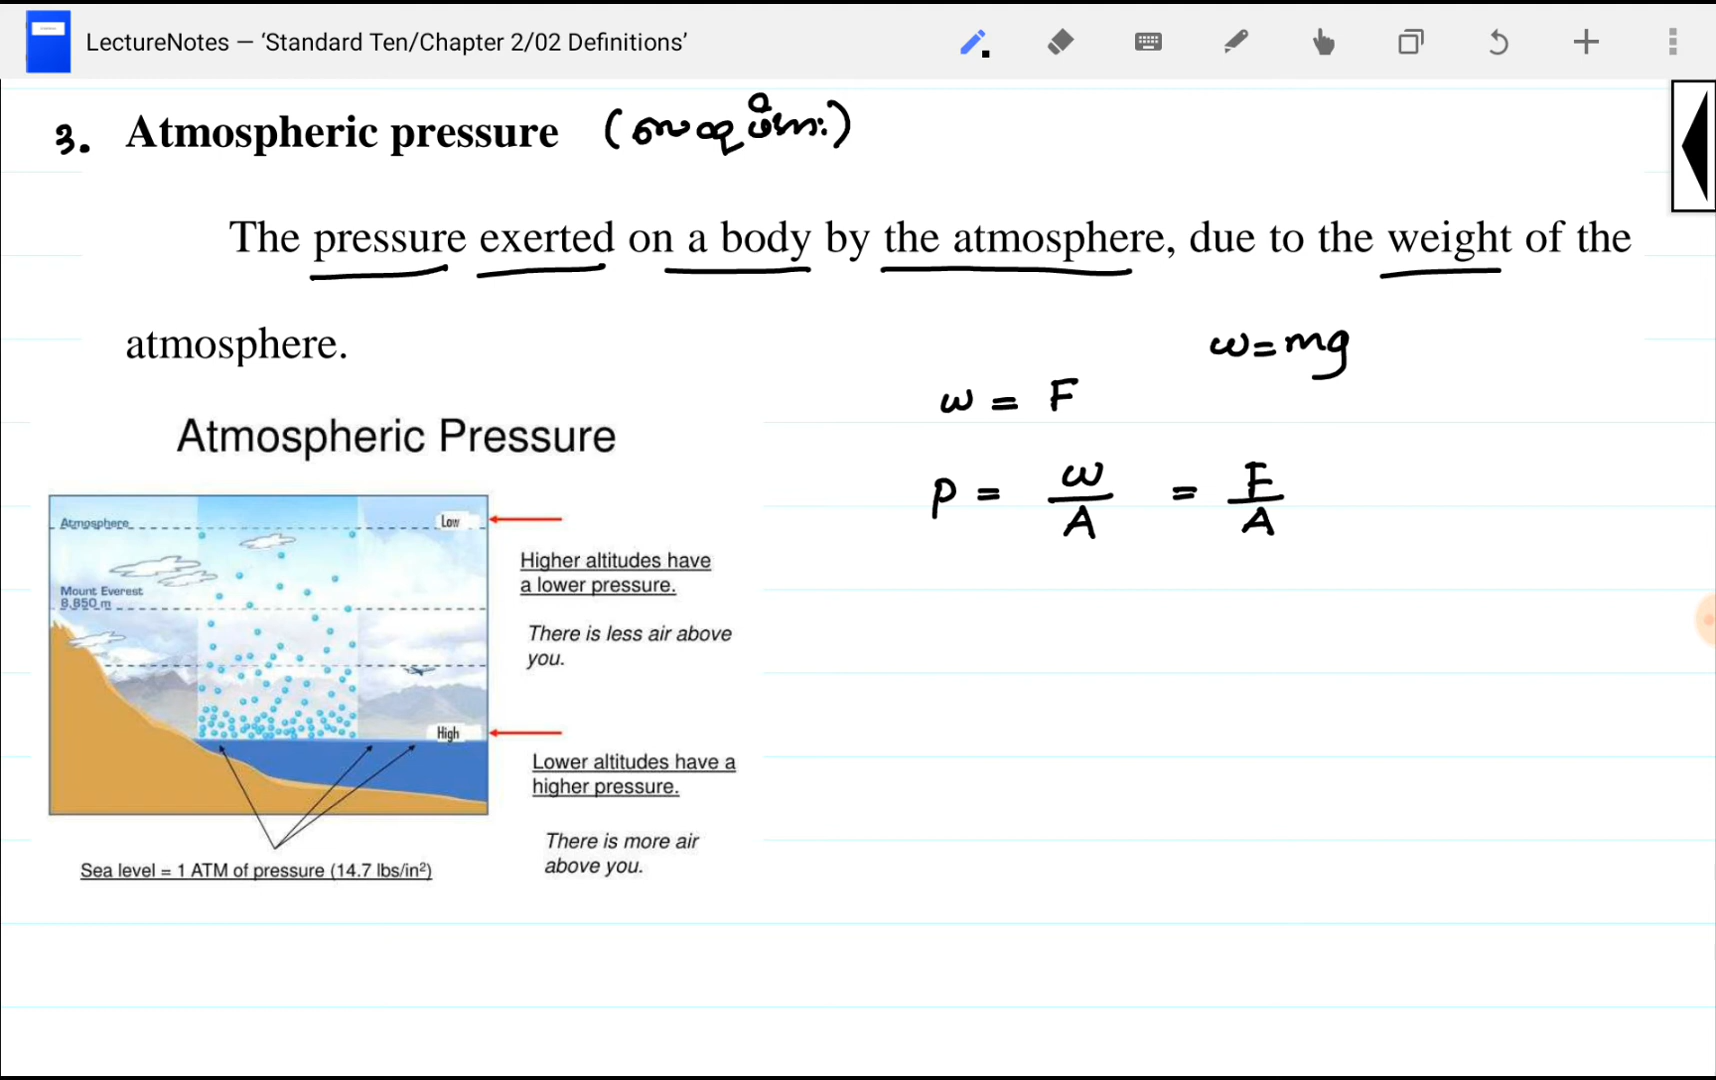 LectureNotes — ‘Standard Ten/Chapter 2/02 Definitions’
3. Atmospheric pressure
The pressure exerted on a body by the atmosphere, due to the weight of the
atmosphere.
w = mg
w = F
P = w/A = F/A
Atmospheric Pressure
Atmosphere
Low
Higher altitudes have
a lower pressure.
Mount Everest
8,850 m
There is less air above
you.
High
Lower altitudes have a
higher pressure.
There is more air
above you.
Sea level = 1 ATM of pressure (14.7 lbs/in²)